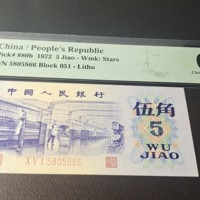 China / People's Republic
Pick# 880b 1972 5 Jiao - Wmk: Stars
S/N 5805866 Block 051 - Litho
中国人民银行
伍角
5
WU JIAO
XVI 5805866